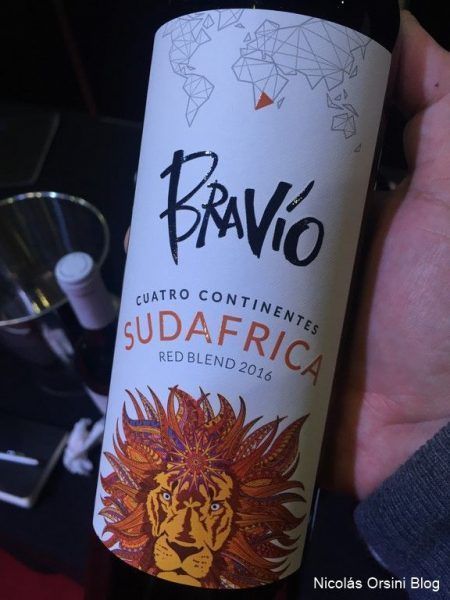 BRAVÍO
CUATRO CONTINENTES
SUDAFRICA
RED BLEND 2016
Nicolás Orsini Blog